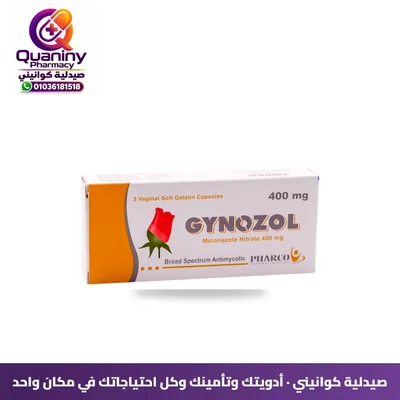 Quaniny
Pharmacy
صيدلية كوانيني
01036181518
3 Vaginal Soft Gelatin Capsules
400 mg
GYNOZOL
Miconazole Nitrate 400 mg
Broad Spectrum Antimycotic
PHARCO
صيدلية كوانيني - أدويتك وتأمينك وكل احتياجاتك في مكان واحد